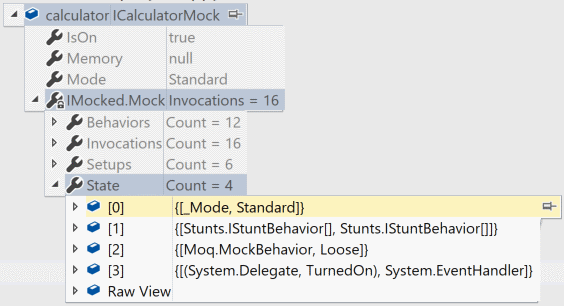 calculator ICalculatorMock
IsOn true
Memory null
Mode Standard
IMocked.Mock Invocations = 16
Behaviors Count = 12
Invocations Count = 16
Setups Count = 6
State Count = 4
[0] {[_Mode, Standard]}
[1] {[Stunts.IStuntBehavior[], Stunts.IStuntBehavior[]]}
[2] {[Moq.MockBehavior, Loose]}
[3] {[(System.Delegate, TurnedOn), System.EventHandler]}
Raw View